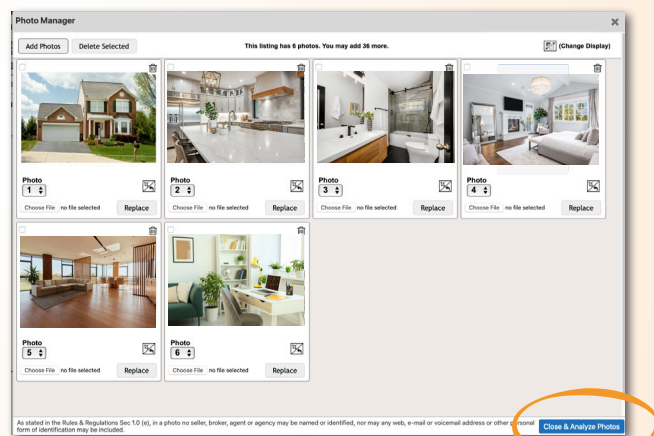 Photo Manager
Add Photos Delete Selected This listing has 6 photos. You may add 36 more. (Change Display)
Photo Photo Photo Photo
1 2 3 4
Choose File no file selected Replace Choose File no file selected Replace Choose File no file selected Replace Choose File no file selected Replace
Photo Photo
5 6
Choose File no file selected Replace Choose File no file selected Replace
As stated in the Rules & Regulations Sec 1.0 (e), in a photo no seller, broker, agent or agency may be named or identified, nor may any web, e-mail or voicemail address or other personal
form of identification may be included.
Close & Analyze Photos